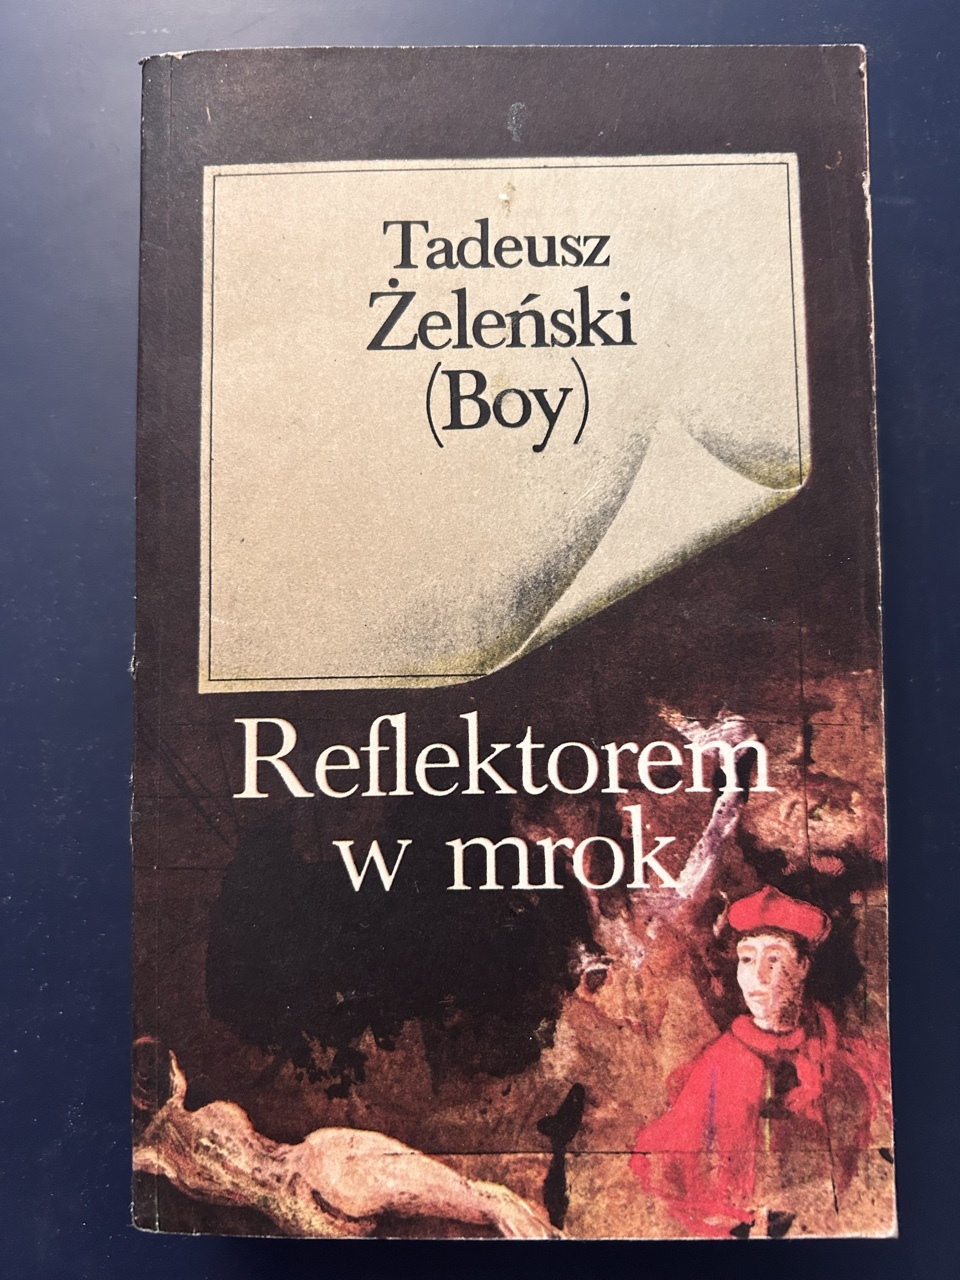 Tadeusz
Żeleński
(Boy)
Reflektorem
w mrok